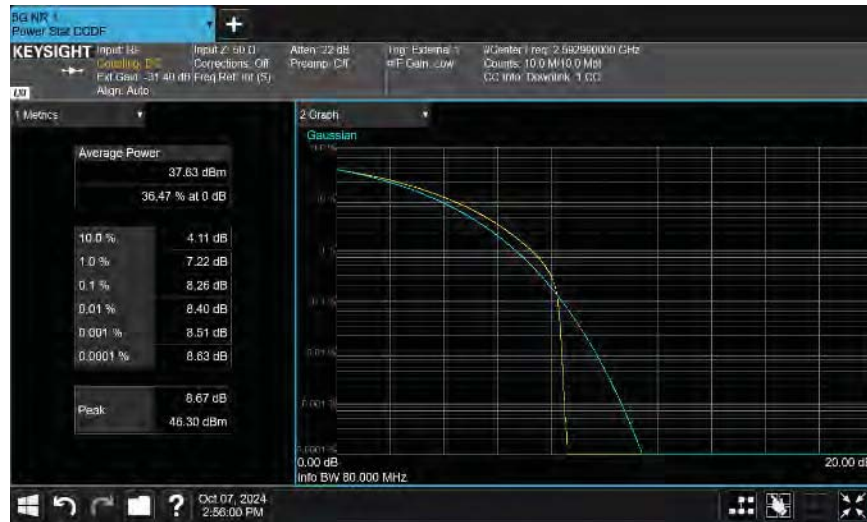 5G NR 1
Power Stat CCDF
KEYSIGHT
Input: RF
Coupling: DC
Ext Gain: -31.40 dB
Align: Auto
Input Z: 50 Ω
Corrections: Off
Freq Ref: Int (S)
Atten: 22 dB
Preamp: Off
Trig: External 1
#IF Gain: Low
#Center Freq: 2.592990000 GHz
Counts: 10.0 M/10.0 Mpt
CC Info: Downlink, 1 CC
1 Metrics
Average Power
37.63 dBm
36.47 % at 0 dB
10.0 % 4.11 dB
1.0 % 7.22 dB
0.1 % 8.26 dB
0.01 % 8.40 dB
0.001 % 8.51 dB
0.0001 % 8.63 dB
Peak
8.67 dB
46.30 dBm
2 Graph
Gaussian
0.001 %
0.0001 %
0.00 dB
20.00 dB
Info BW 80.000 MHz
Oct 07, 2024
2:56:00 PM